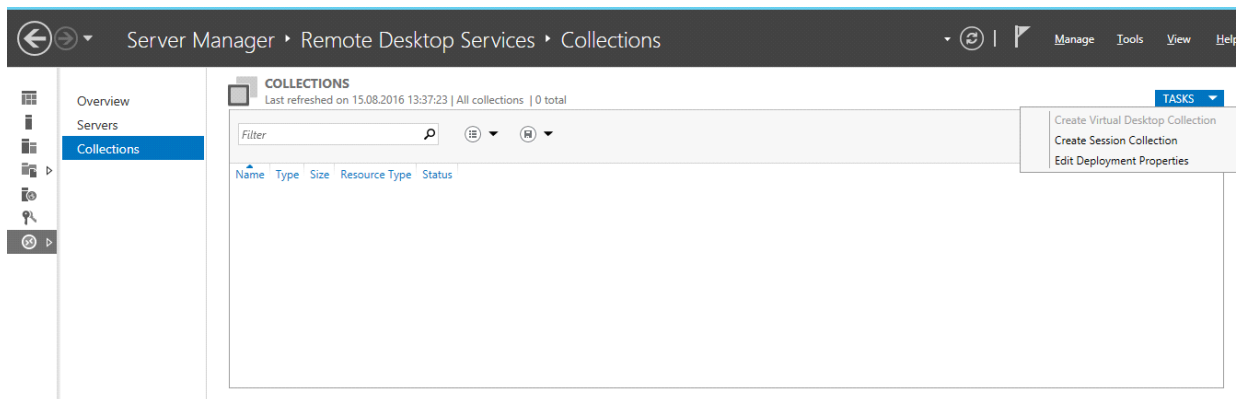 Server Manager ‣ Remote Desktop Services ‣ Collections
Manage Tools View Help
Overview
Servers
Collections
COLLECTIONS
Last refreshed on 15.08.2016 13:37:23 | All collections | 0 total
TASKS
Create Virtual Desktop Collection
Create Session Collection
Edit Deployment Properties
Filter
Name Type Size Resource Type Status